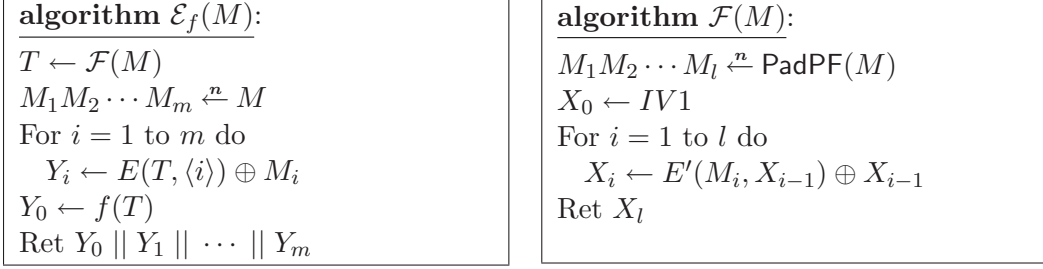 algorithm ℰ_f(M):
T ← ℱ(M)
M_1M_2 ⋯ M_m ←^n M
For i = 1 to m do
Y_i ← E(T, ⟨i⟩) ⊕ M_i
Y_0 ← f(T)
Ret Y_0 || Y_1 || ⋯ || Y_m
algorithm ℱ(M):
M_1M_2 ⋯ M_l ←^n PadPF(M)
X_0 ← IV1
For i = 1 to l do
X_i ← E′(M_i, X_{i−1}) ⊕ X_{i−1}
Ret X_l